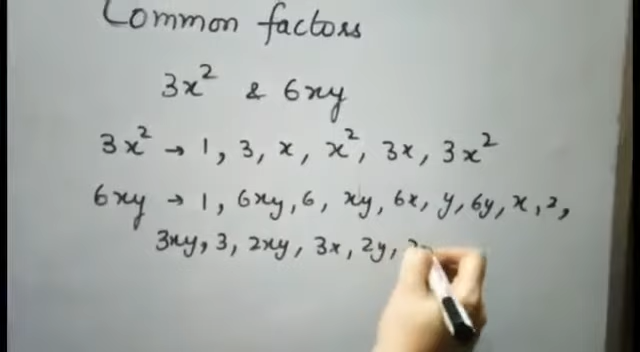 Common factors
3x² & 6xy
3x² → 1, 3, x, x², 3x, 3x²
6xy → 1, 6xy, 6, xy, 6x, y, 6y, x, 2,
3xy, 3, 2xy, 3x, 2y,